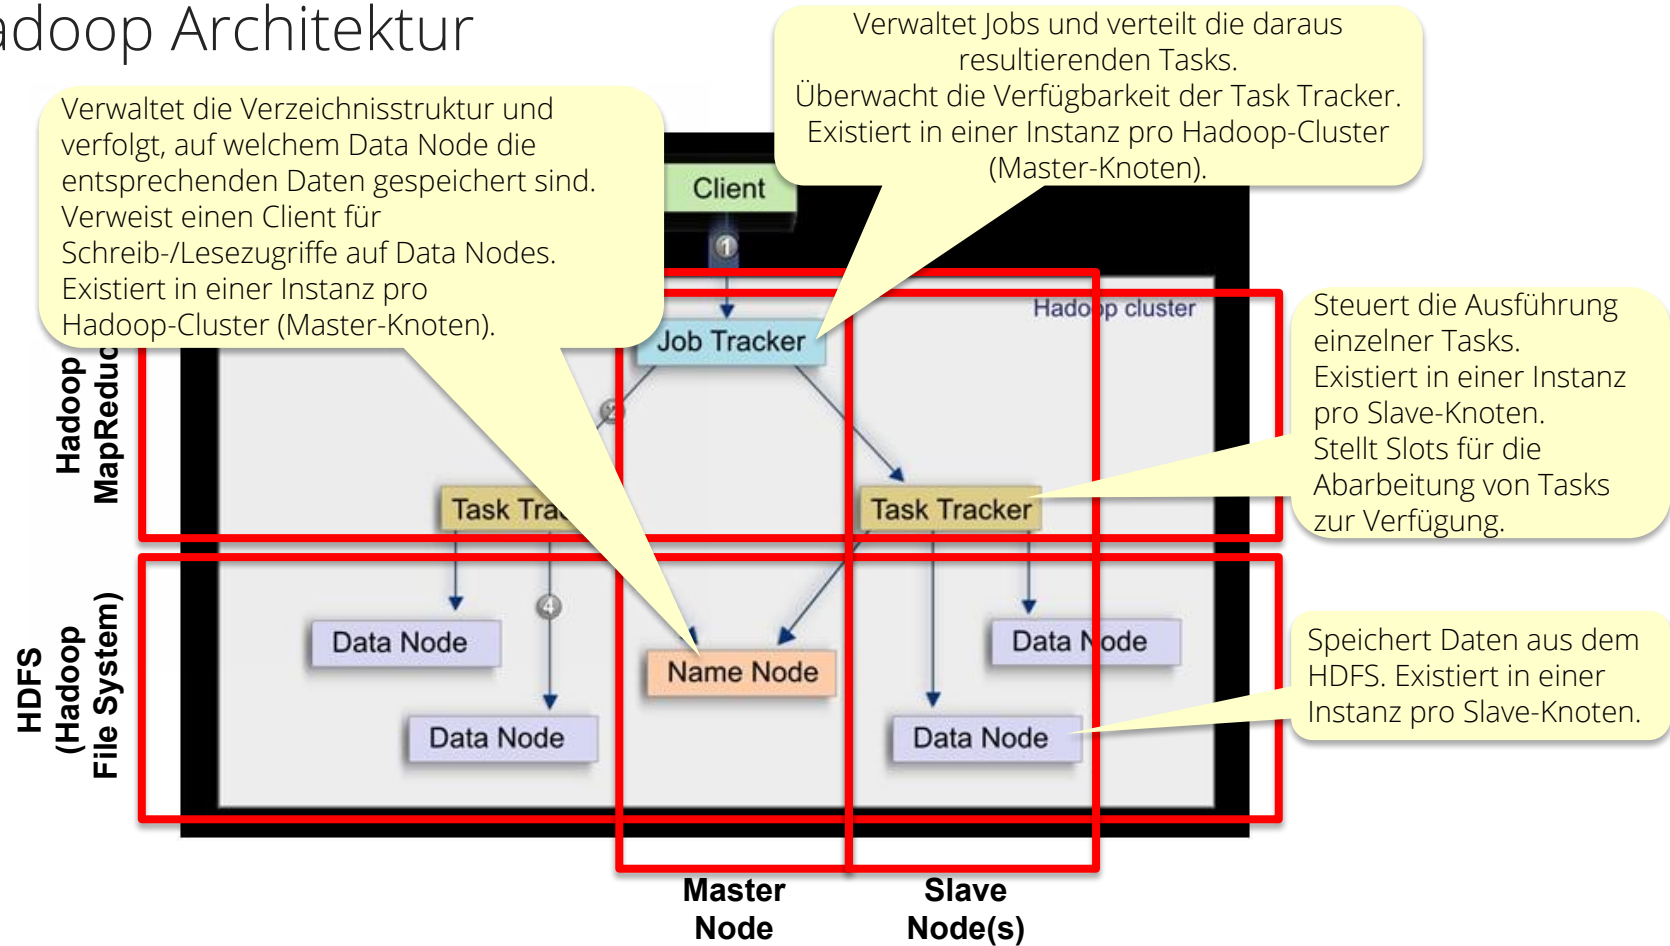 adoop Architektur
Verwaltet Jobs und verteilt die daraus
resultierenden Tasks.
Überwacht die Verfügbarkeit der Task Tracker.
Existiert in einer Instanz pro Hadoop-Cluster
(Master-Knoten).
Verwaltet die Verzeichnisstruktur und
verfolgt, auf welchem Data Node die
entsprechenden Daten gespeichert sind.
Verweist einen Client für
Schreib-/Lesezugriffe auf Data Nodes.
Existiert in einer Instanz pro
Hadoop-Cluster (Master-Knoten).
Client
1
Hadoop cluster
Job Tracker
2
Steuert die Ausführung
einzelner Tasks.
Existiert in einer Instanz
pro Slave-Knoten.
Stellt Slots für die
Abarbeitung von Tasks
zur Verfügung.
Hadoop
MapReduc
Task Tra
Task Tracker
4
Data Node
Name Node
Data Node
Data Node
Data Node
HDFS
(Hadoop
File System)
Speichert Daten aus dem
HDFS. Existiert in einer
Instanz pro Slave-Knoten.
Master
Node
Slave
Node(s)